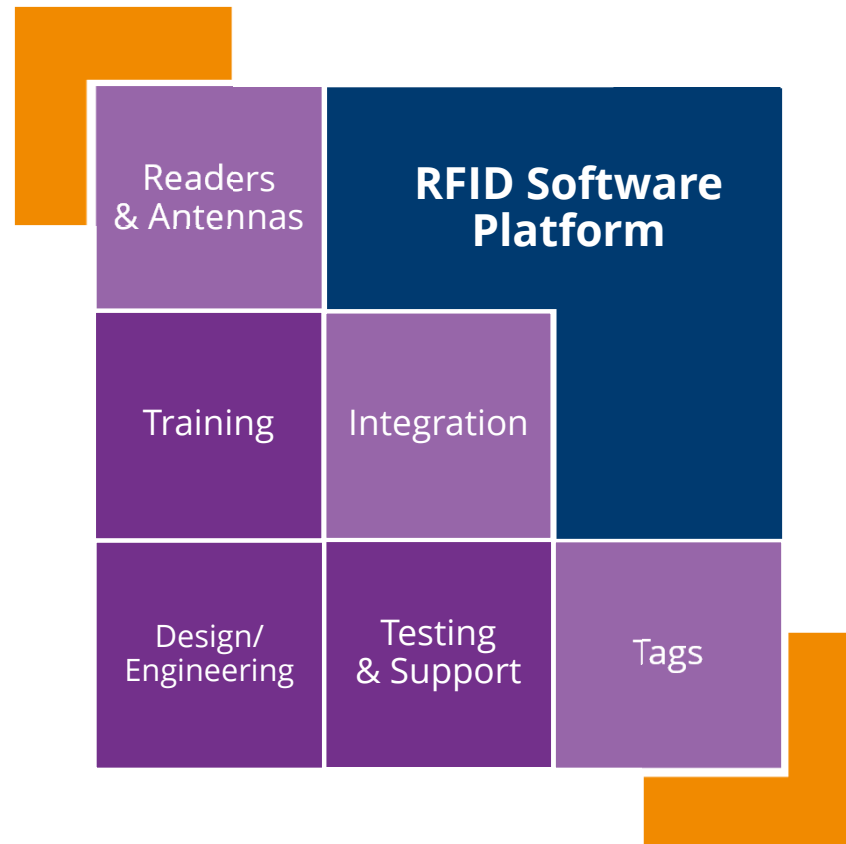 Readers
& Antennas
RFID Software
Platform
Training
Integration
Design/
Engineering
Testing
& Support
Tags